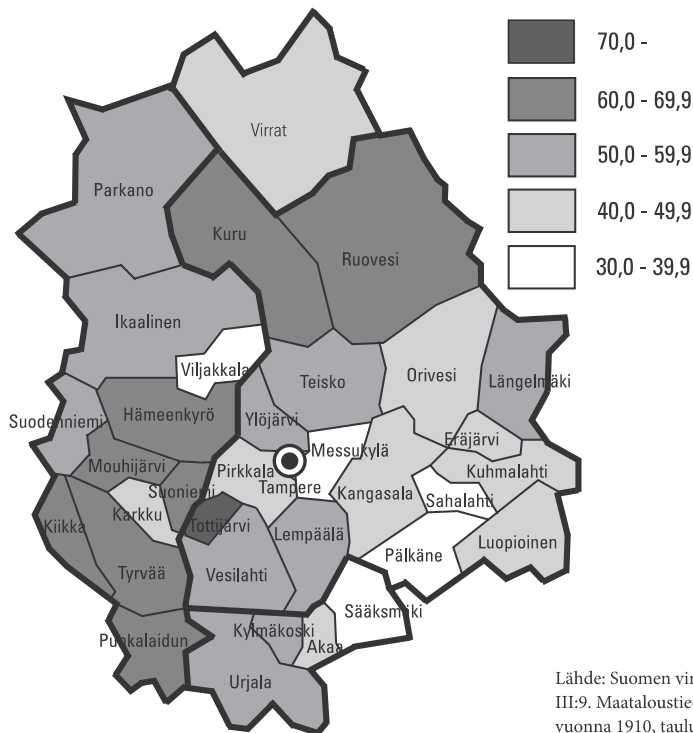 70,0 -
60,0 - 69,9
50,0 - 59,9
40,0 - 49,9
30,0 - 39,9
Virrat
Parkano
Kuru
Ruovesi
Ikaalinen
Viljakkala
Teisko
Orivesi
Längelmäki
Suodenniemi
Hämeenkyrö
Ylöjärvi
Eräjärvi
Messukylä
Mouhijärvi
Pirkkala
Kuhmalahti
Suoniemi
Tampere
Kangasala
Sahalahti
Karkku
Kiikka
Tottijärvi
Lempäälä
Luopioinen
Pälkäne
Tyrvää
Vesilahti
Sääksmäki
Punkalaidun
Kylmäkoski
Akaa
Urjala
Lähde: Suomen vir
III:9. Maataloustied
vuonna 1910, taulu